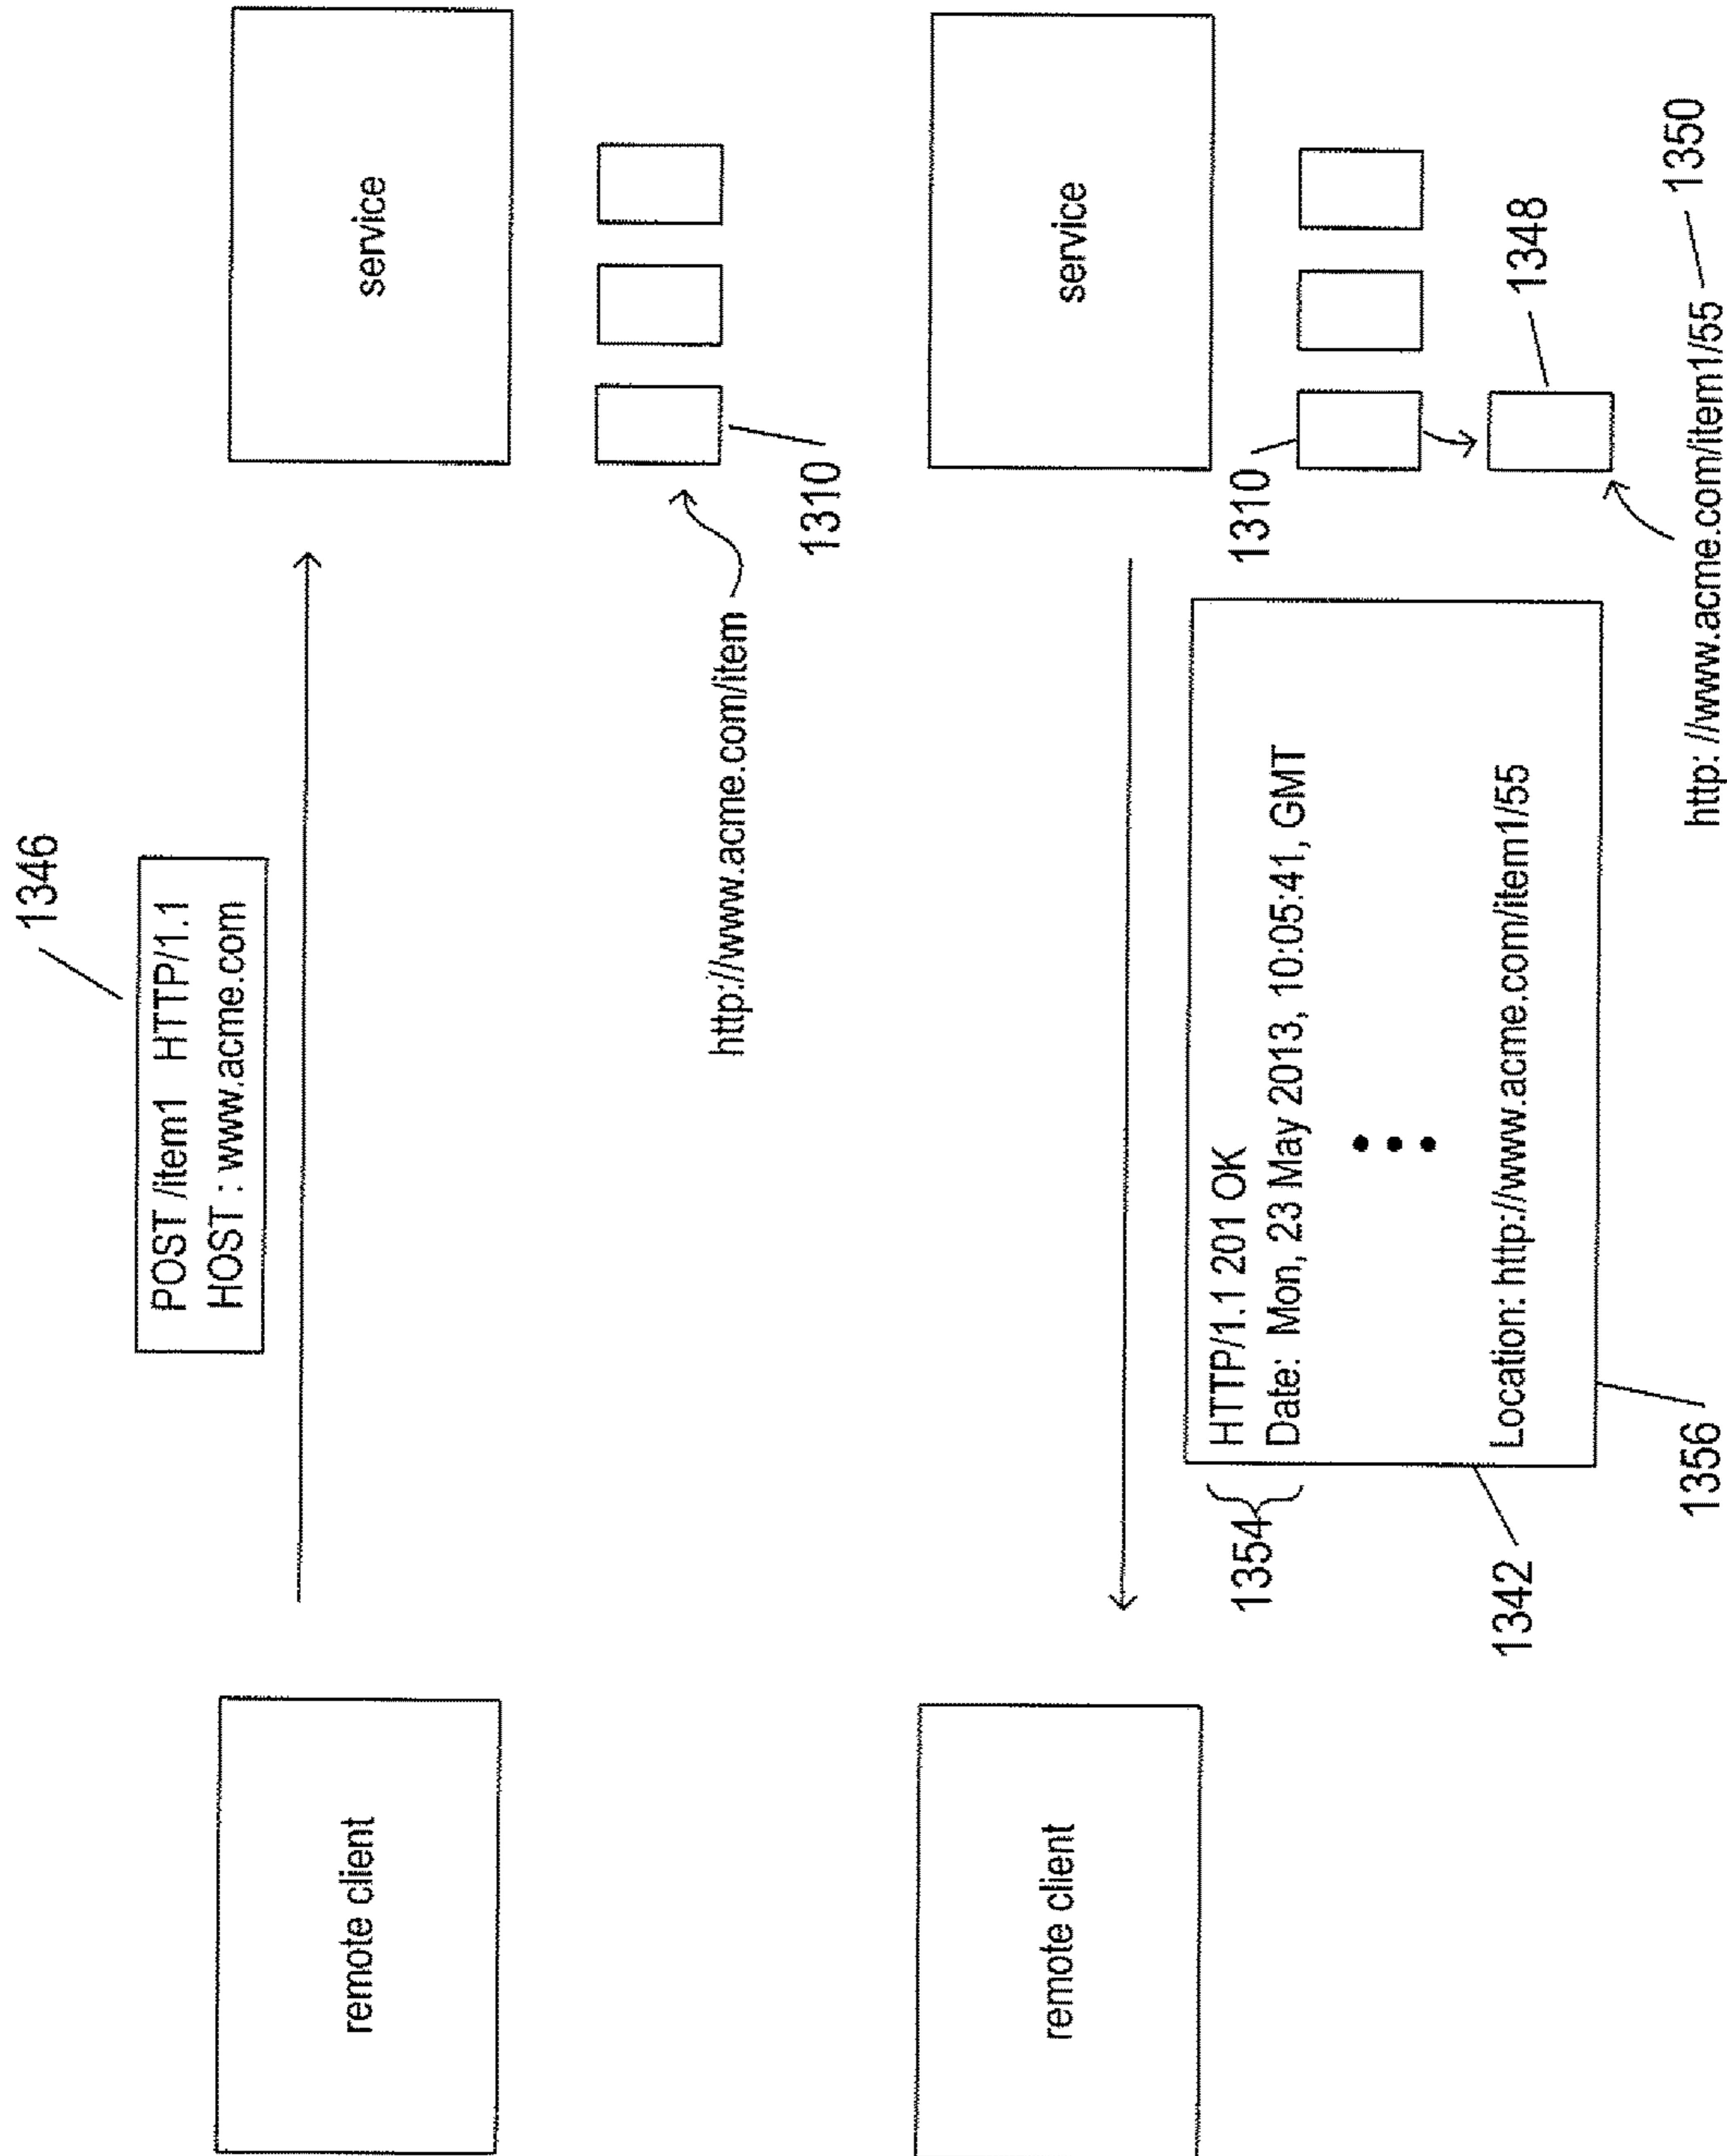 1346
POST /item1 HTTP/1.1
HOST : www.acme.com
remote client
service
http://www.acme.com/item
1310
remote client
service
1310
1354
HTTP/1.1 201 OK
Date: Mon, 23 May 2013, 10:05:41, GMT
Location: http://www.acme.com/item1/55
1342
1356
1348
http: //www.acme.com/item1/55
1350